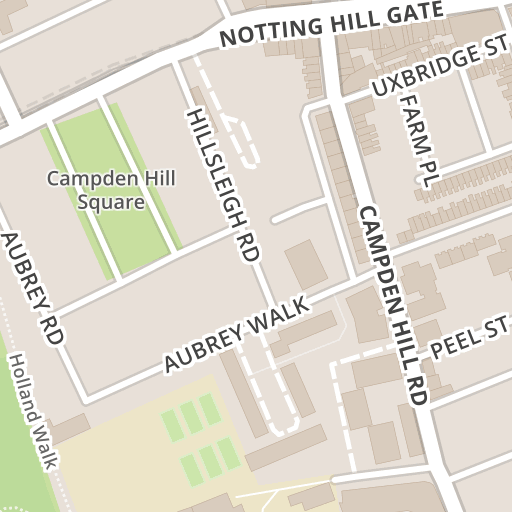 NOTTING HILL GATE
UXBRIDGE ST
FARM PL
HILLSLEIGH RD
Campden Hill
Square
CAMPDEN HILL RD
AUBREY RD
AUBREY WALK
PEEL ST
Holland Walk